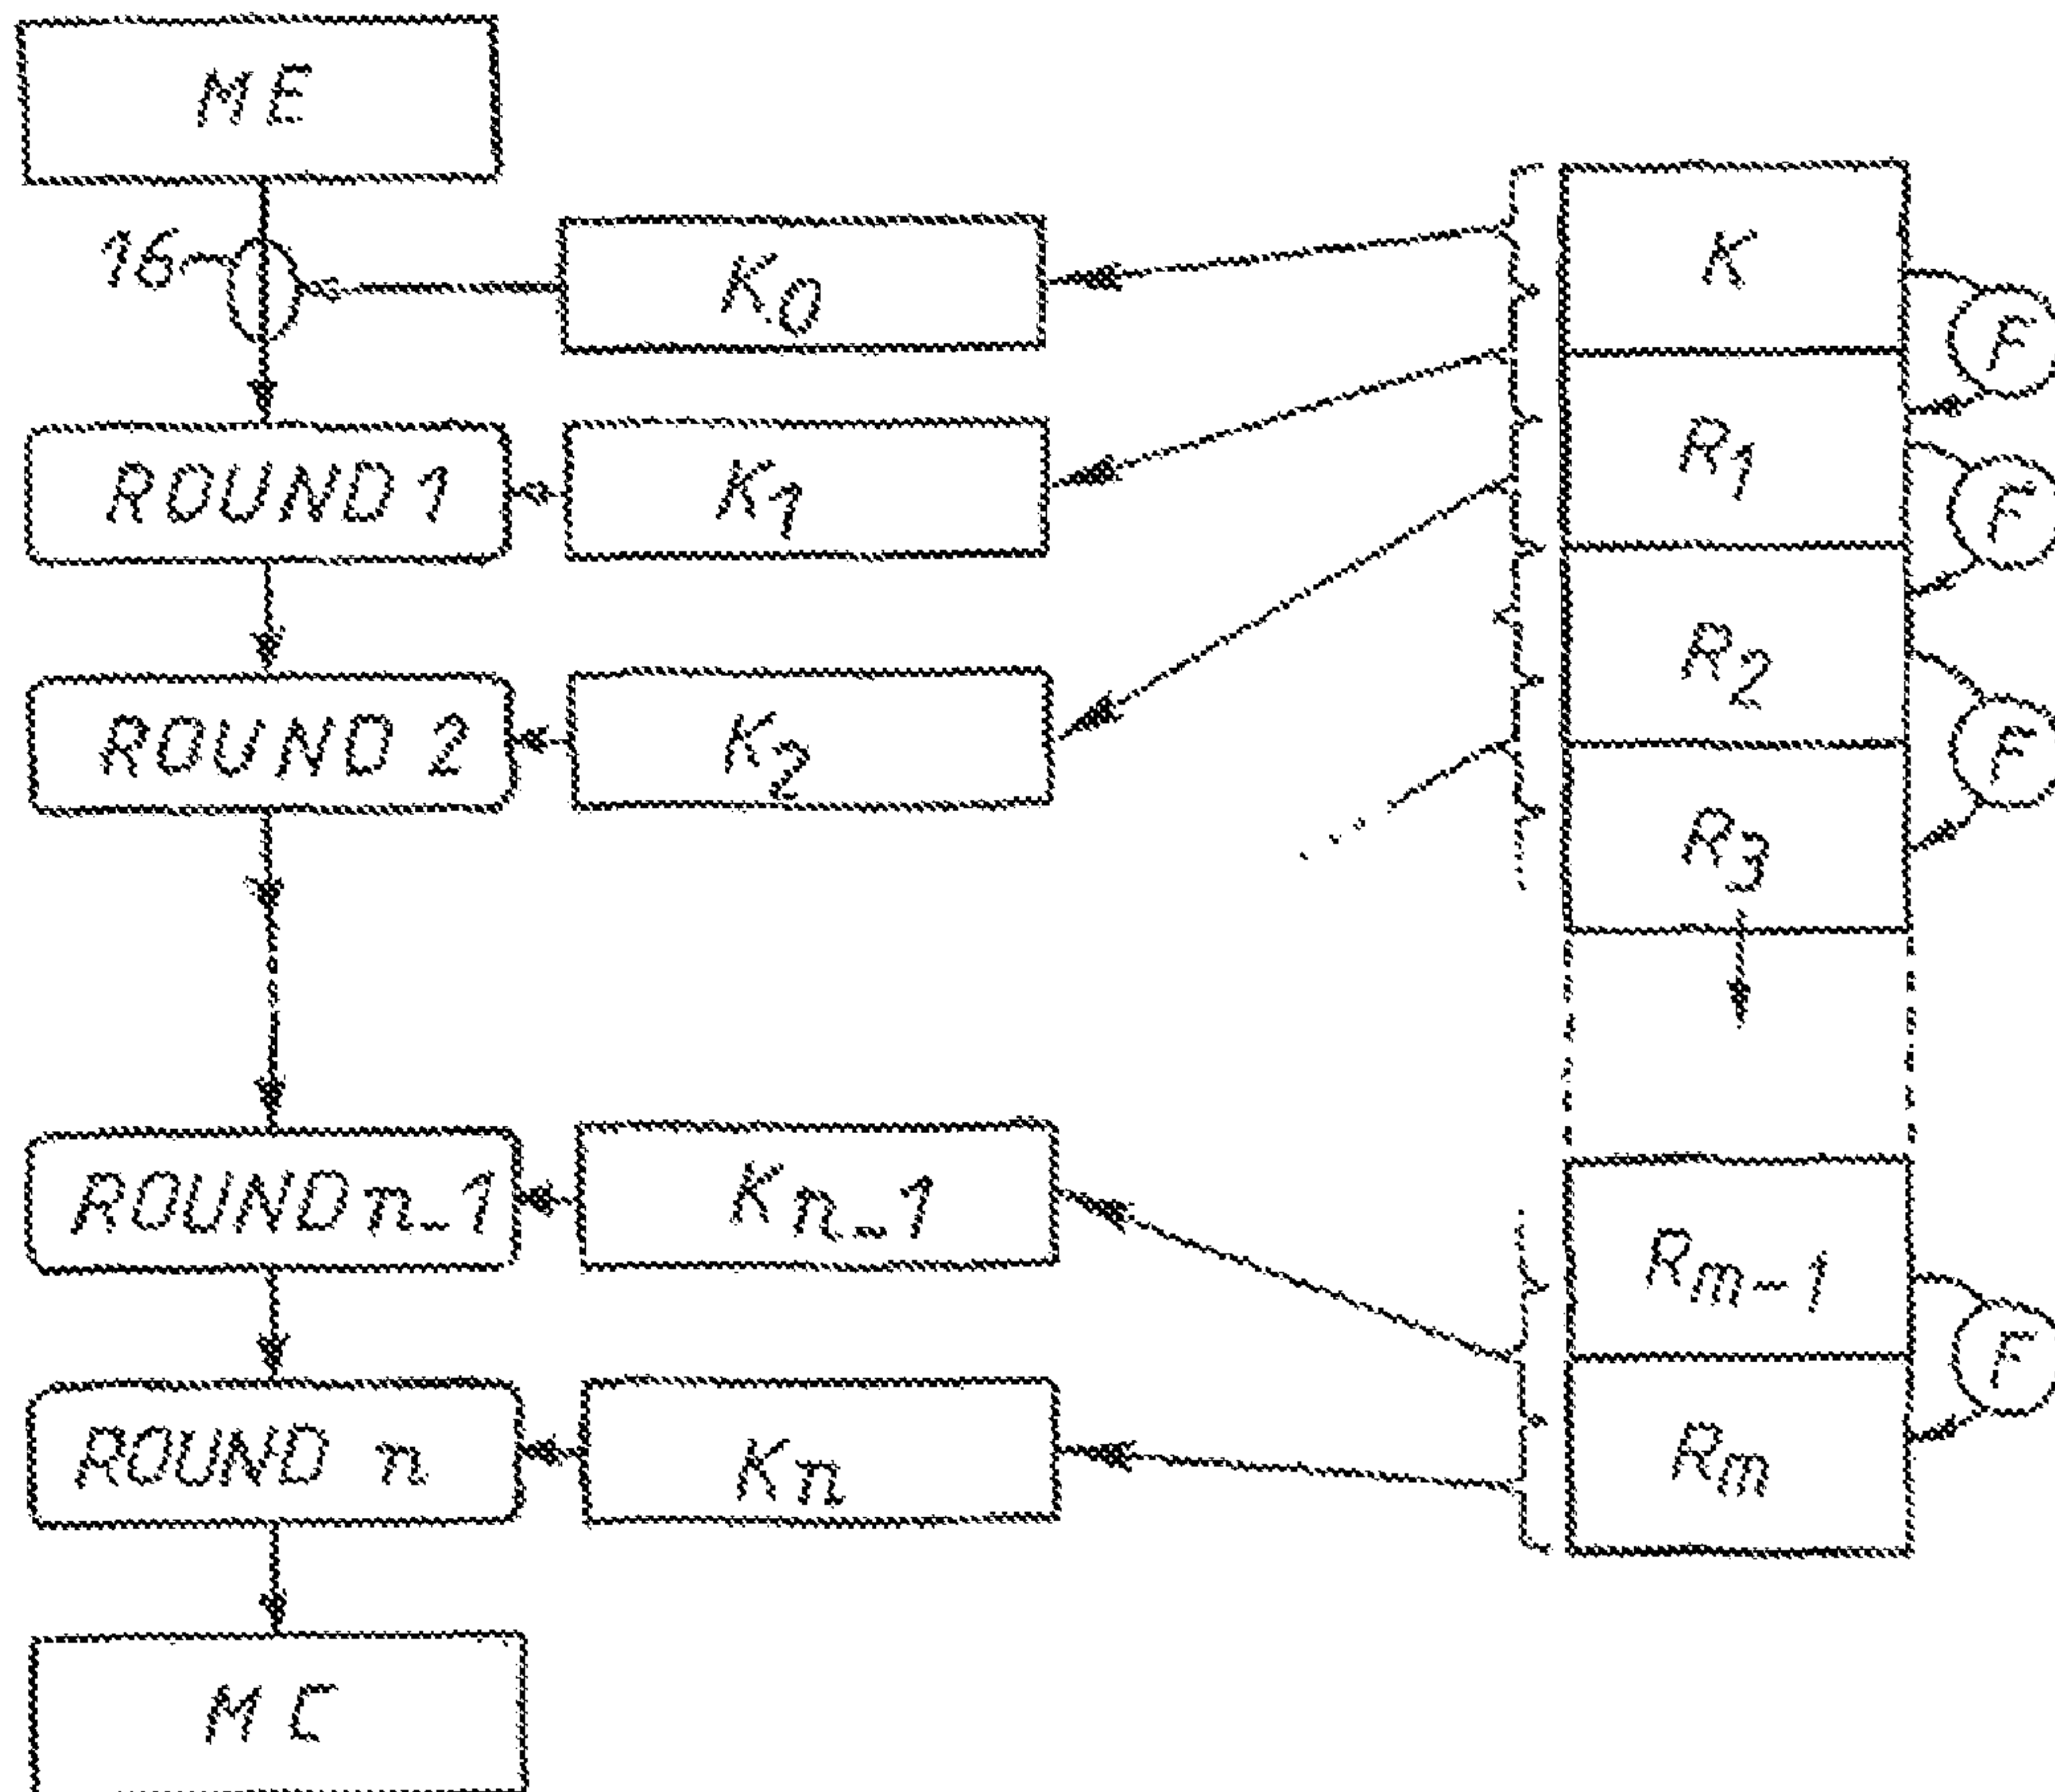 ME
16
K0
K
F
R1
F
ROUND 1
K1
R2
F
ROUND 2
K2
R3
ROUND n-1
Kn-1
Rm-1
F
ROUND n
Kn
Rm
MC